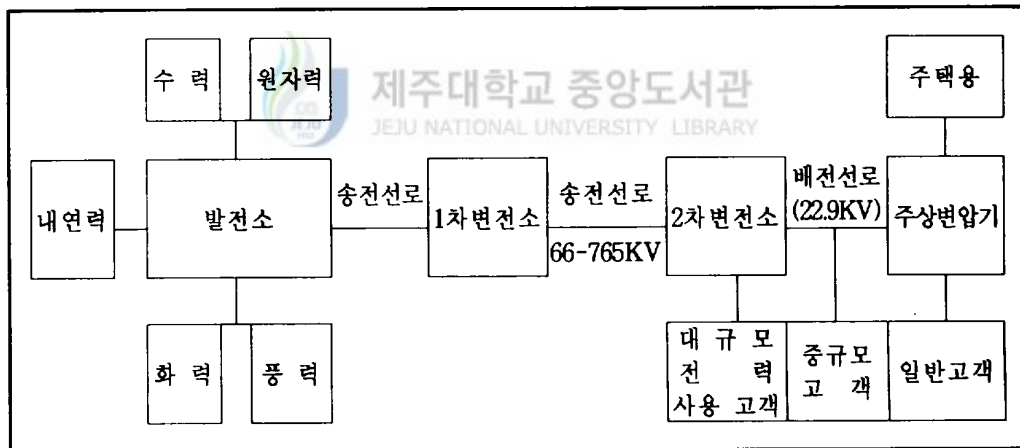 수 력
원자력
제주대학교 중앙도서관
JEJU NATIONAL UNIVERSITY LIBRARY
주택용
내연력
발전소
송전선로
1차변전소
송전선로
66-765KV
2차변전소
배전선로
(22.9KV)
주상변압기
화 력
풍 력
대 규 모
전 력
사용 고객
중규모
고 객
일반고객